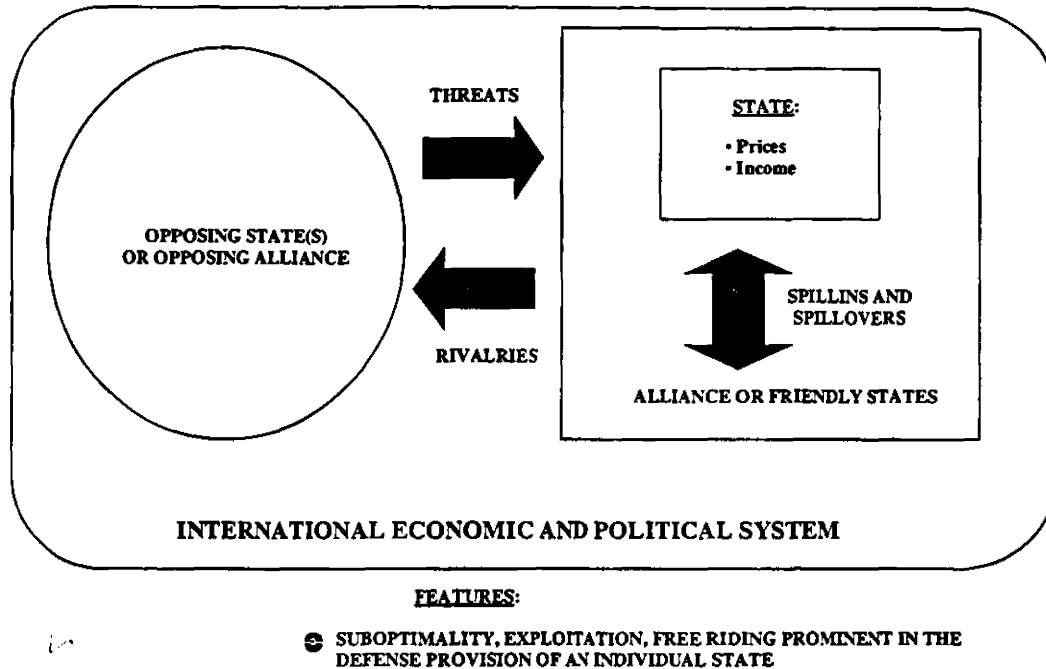 THREATS
STATE:
• Prices
• Income
OPPOSING STATE(S)
OR OPPOSING ALLIANCE
SPILLINS AND
SPILLOVERS
RIVALRIES
ALLIANCE OR FRIENDLY STATES
INTERNATIONAL ECONOMIC AND POLITICAL SYSTEM
FEATURES:
SUBOPTIMALITY, EXPLOITATION, FREE RIDING PROMINENT IN THE
DEFENSE PROVISION OF AN INDIVIDUAL STATE